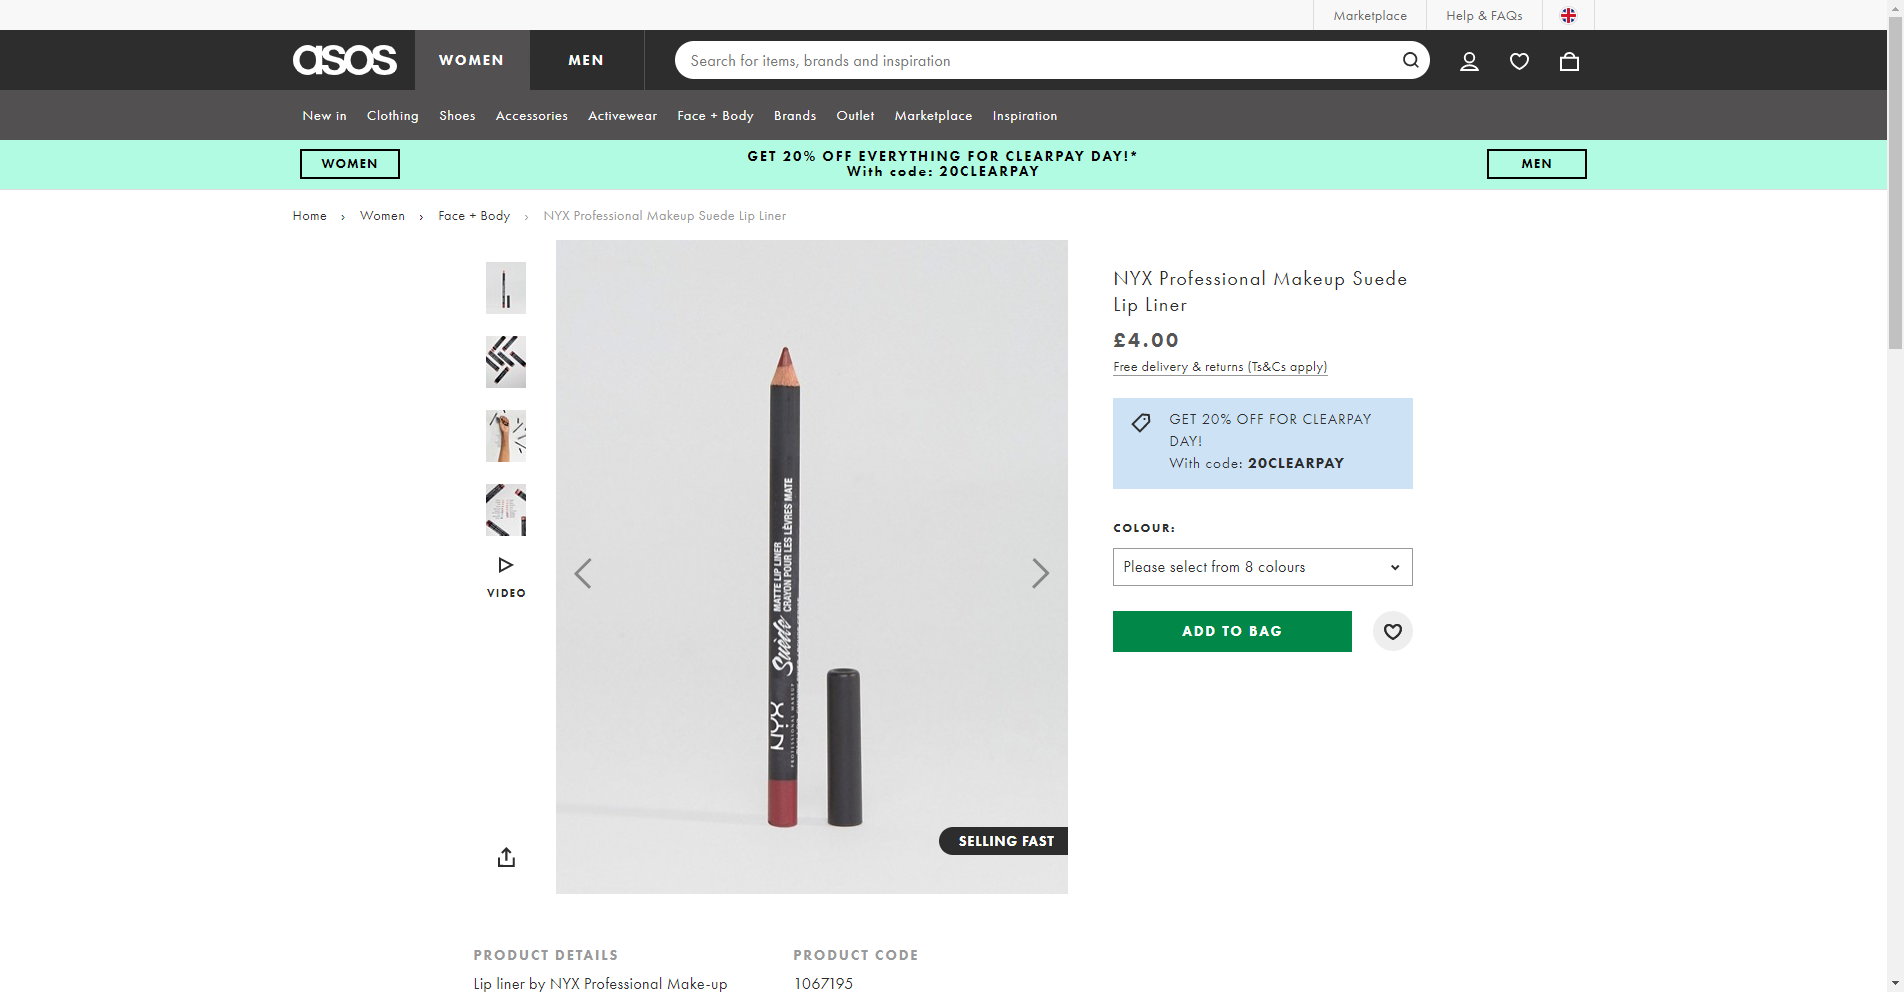 Marketplace
Help & FAQs
asos
WOMEN
MEN
Search for items, brands and inspiration
New in
Clothing
Shoes
Accessories
Activewear
Face + Body
Brands
Outlet
Marketplace
Inspiration
WOMEN
GET 20% OFF EVERYTHING FOR CLEARPAY DAY!*
With code: 20CLEARPAY
MEN
Home › Women › Face + Body › NYX Professional Makeup Suede Lip Liner
VIDEO
MATTE LIP LINER
CRAYON POUR LES LÈVRES MATE
Suède
NYX
PROFESSIONAL MAKEUP
SELLING FAST
NYX Professional Makeup Suede
Lip Liner
£4.00
Free delivery & returns (Ts&Cs apply)
GET 20% OFF FOR CLEARPAY
DAY!
With code: 20CLEARPAY
COLOUR:
Please select from 8 colours
ADD TO BAG
PRODUCT DETAILS
Lip liner by NYX Professional Make-up
PRODUCT CODE
1067195